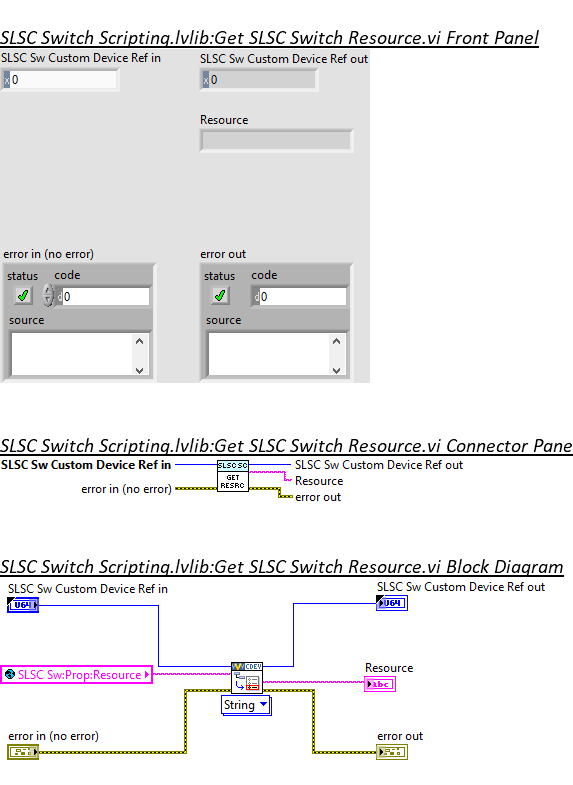 SLSC Switch Scripting.lvlib:Get SLSC Switch Resource.vi Front Panel
SLSC Sw Custom Device Ref in
SLSC Sw Custom Device Ref out
x 0
x 0
Resource
error in (no error)
error out
status code
status code
d 0
d 0
source
source
SLSC Switch Scripting.lvlib:Get SLSC Switch Resource.vi Connector Pane
SLSC Sw Custom Device Ref in
SLSC SC
SLSC Sw Custom Device Ref out
GET
Resource
error in (no error)
RESRC
error out
SLSC Switch Scripting.lvlib:Get SLSC Switch Resource.vi Block Diagram
SLSC Sw Custom Device Ref in
SLSC Sw Custom Device Ref out
U64
U64
CDEV
SLSC Sw:Prop:Resource
Resource
abc
String
error in (no error)
error out